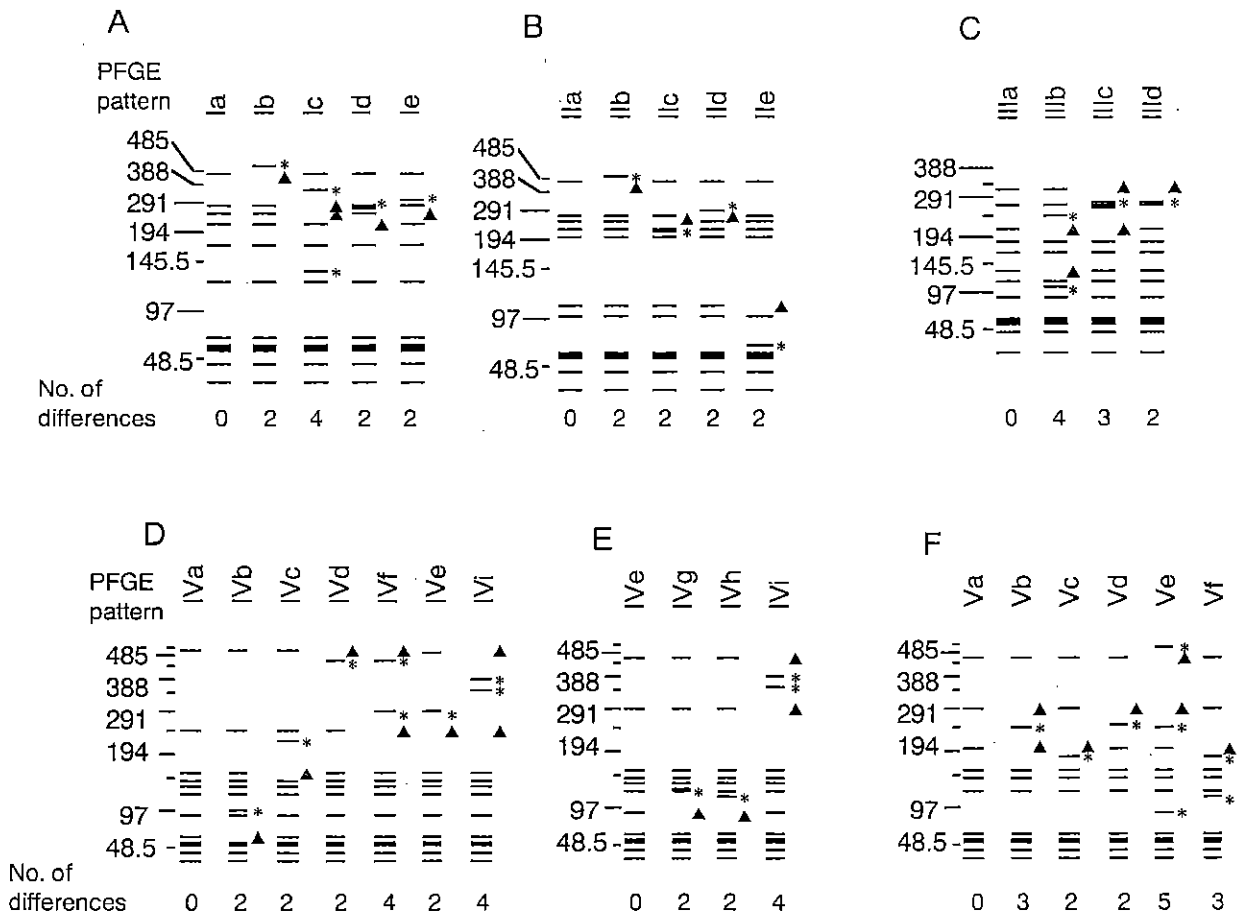 A
PFGE
pattern
Ia Ib Ic Id Ie
485
388
291
194
145.5
97
48.5
No. of
differences
0 2 4 2 2
B
IIa IIb IIc IId IIe
485
388
291
194
145.5
97
48.5
0 2 2 2 2
C
IIIa IIIb IIIc IIId
388
291
194
145.5
97
48.5
0 4 3 2
D
PFGE
pattern
IVa IVb IVc IVd IVf IVe IVi
485
388
291
194
97
48.5
No. of
differences
0 2 2 2 4 2 4
E
IVe IVg IVh IVi
485
388
291
194
97
48.5
0 2 2 4
F
Va Vb Vc Vd Ve Vf
485
388
291
194
97
48.5
0 3 2 2 5 3